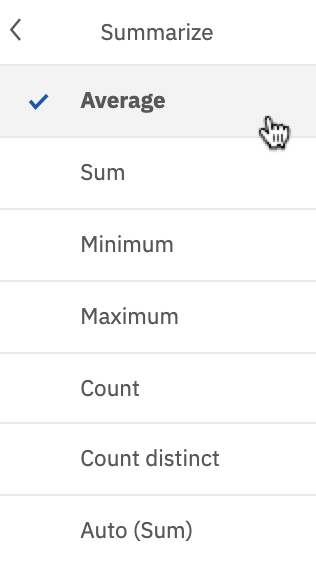 Summarize
Average
Sum
Minimum
Maximum
Count
Count distinct
Auto (Sum)